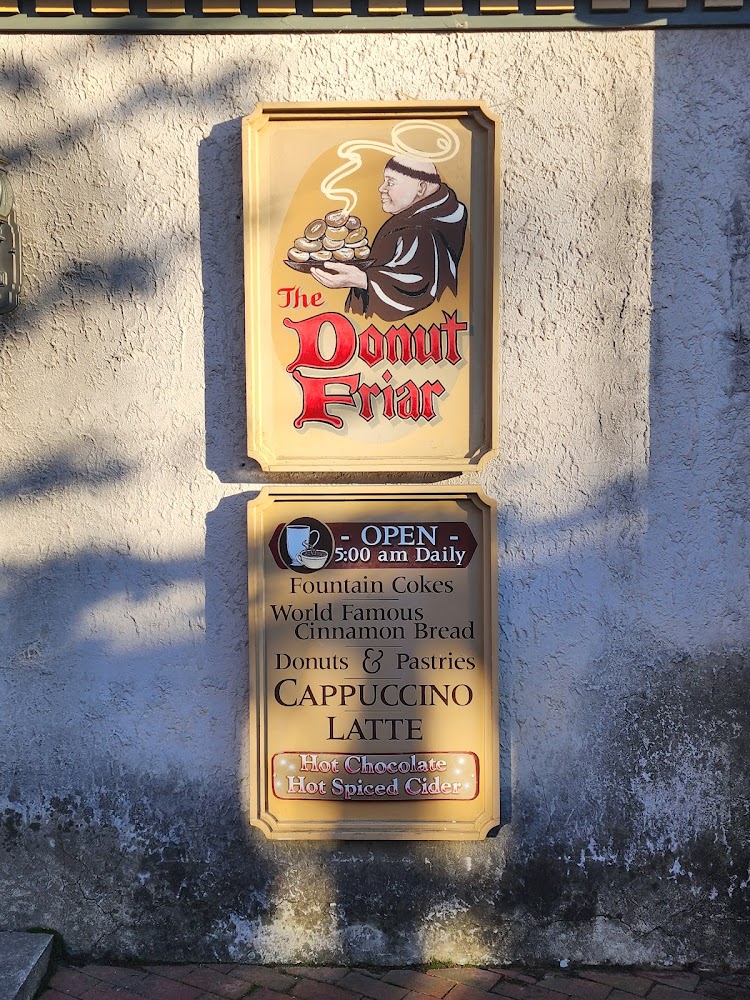 The
Donut
Friar
- OPEN -
5:00 am Daily
Fountain Cokes
World Famous
Cinnamon Bread
Donuts & Pastries
CAPPUCCINO
LATTE
Hot Chocolate
Hot Spiced Cider